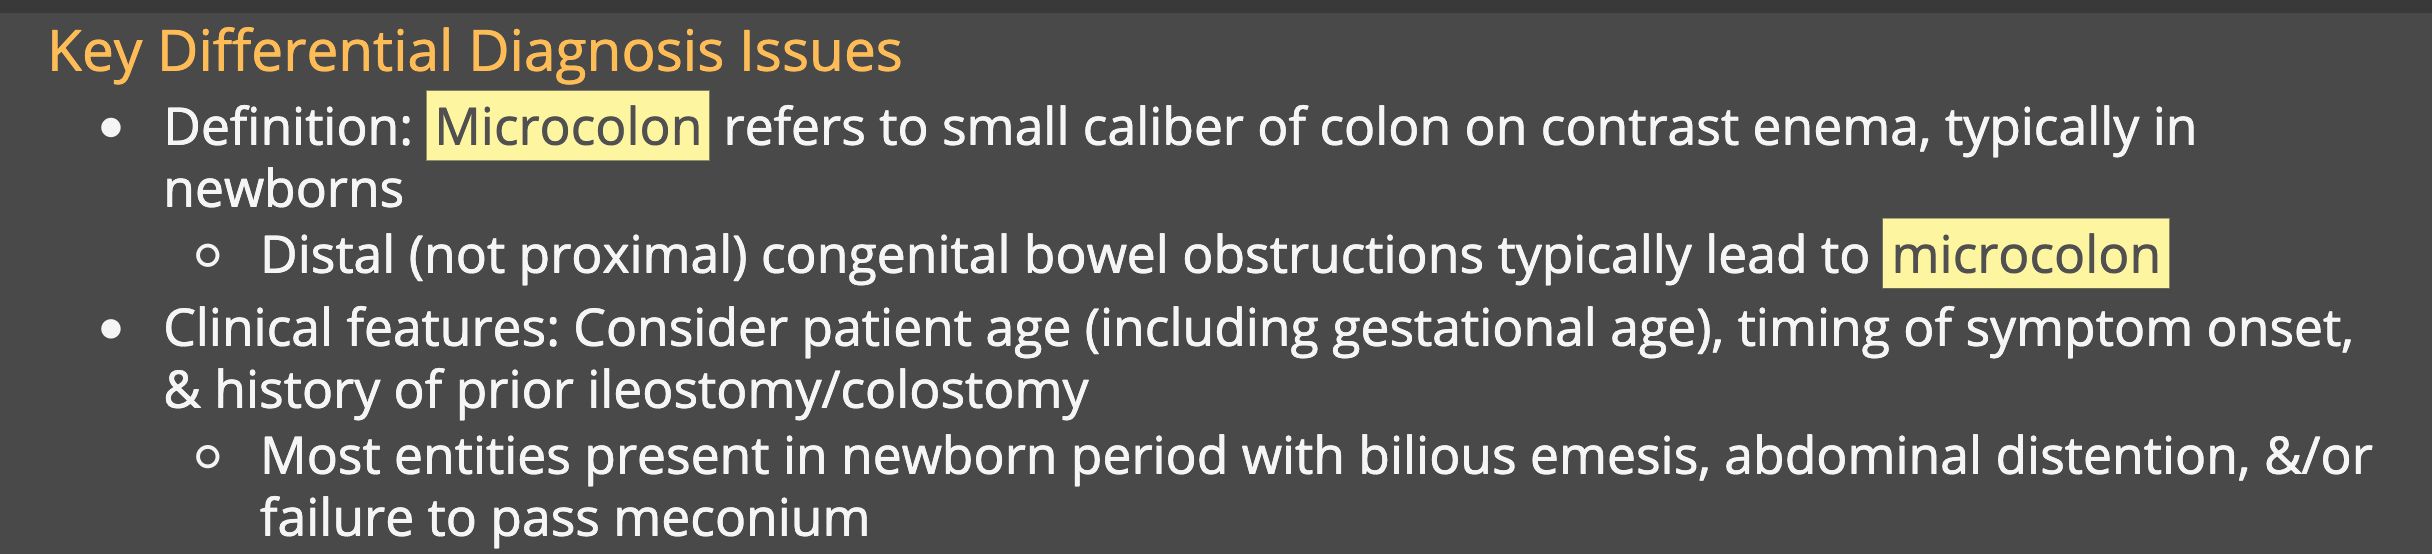 Key Differential Diagnosis Issues
• Definition: Microcolon refers to small caliber of colon on contrast enema, typically in
newborns
○ Distal (not proximal) congenital bowel obstructions typically lead to microcolon
• Clinical features: Consider patient age (including gestational age), timing of symptom onset,
& history of prior ileostomy/colostomy
○ Most entities present in newborn period with bilious emesis, abdominal distention, &/or
failure to pass meconium